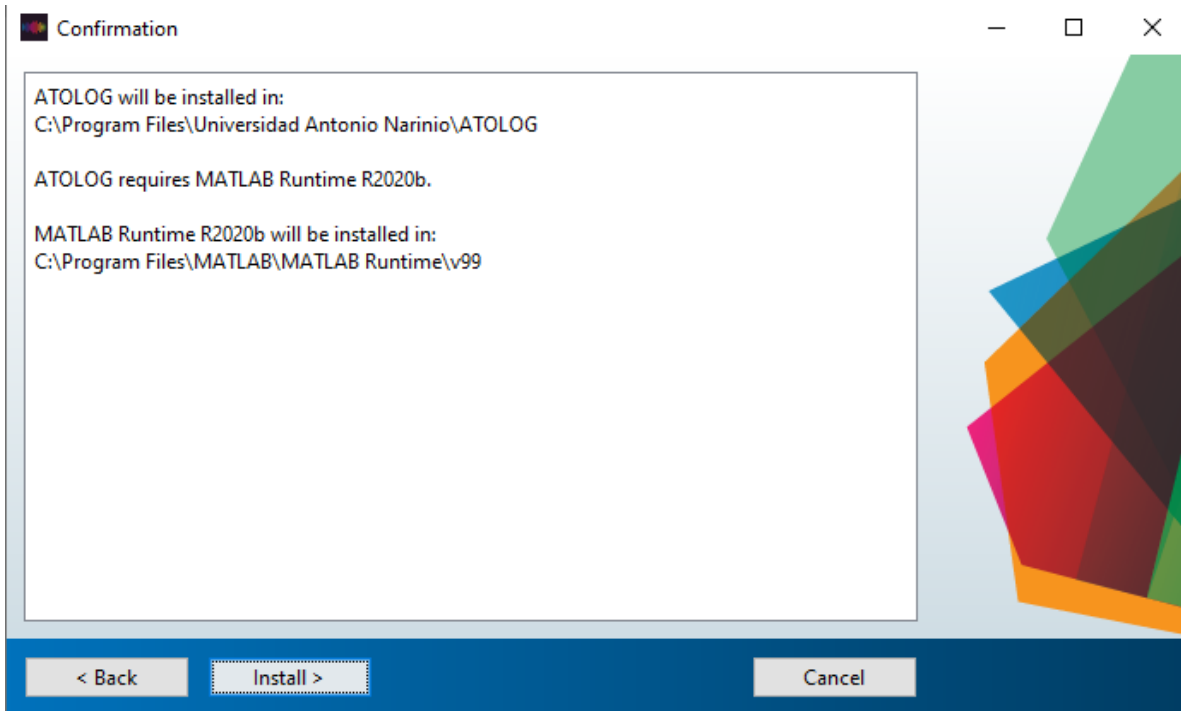 Confirmation
ATOLOG will be installed in:
C:\Program Files\Universidad Antonio Narinio\ATOLOG
ATOLOG requires MATLAB Runtime R2020b.
MATLAB Runtime R2020b will be installed in:
C:\Program Files\MATLAB\MATLAB Runtime\v99
< Back
Install >
Cancel